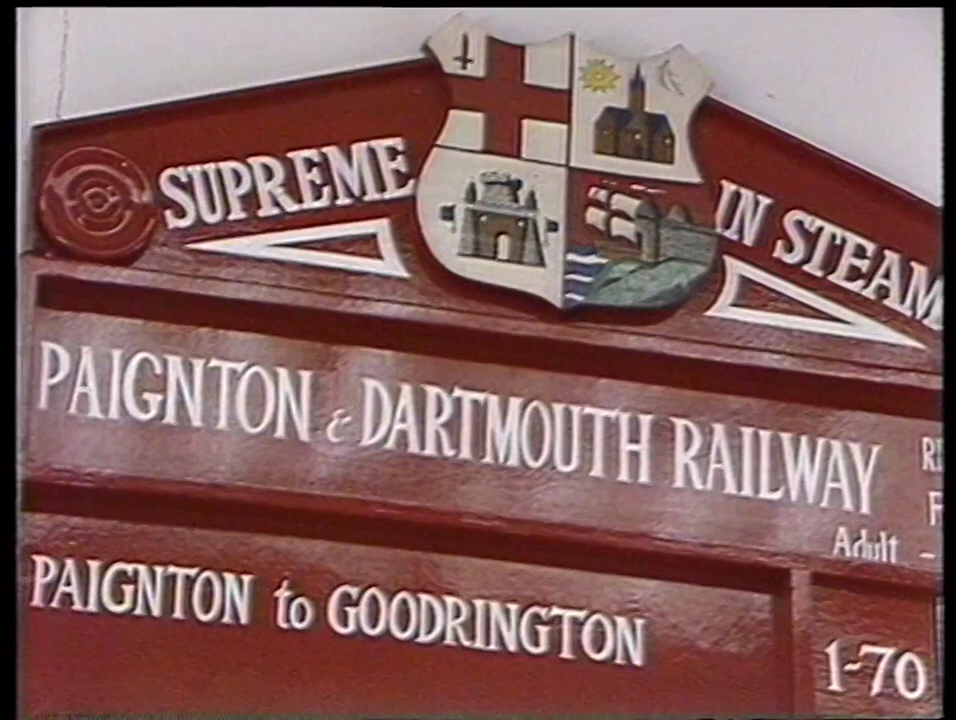 SUPREME IN STEAM
PAIGNTON & DARTMOUTH RAILWAY
Adult -
PAIGNTON to GOODRINGTON
1-70